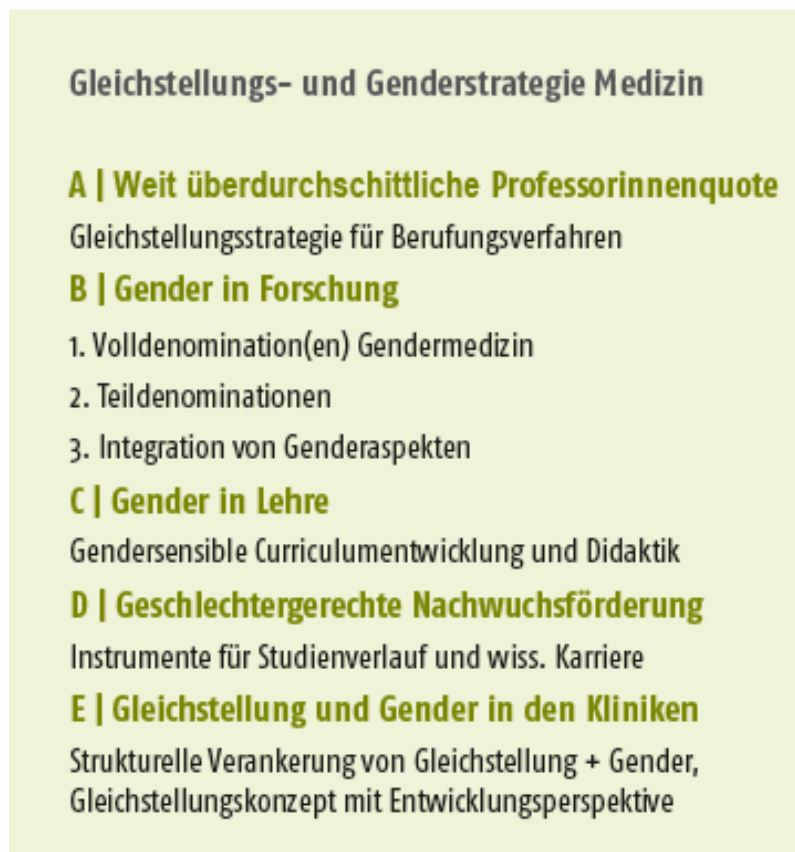 Gleichstellungs- und Genderstrategie Medizin
A | Weit überdurchschittliche Professorinnenquote
Gleichstellungsstrategie für Berufungsverfahren
B | Gender in Forschung
1. Volldenomination(en) Gendermedizin
2. Teildenominationen
3. Integration von Genderaspekten
C | Gender in Lehre
Gendersensible Curriculumentwicklung und Didaktik
D | Geschlechtergerechte Nachwuchsförderung
Instrumente für Studienverlauf und wiss. Karriere
E | Gleichstellung und Gender in den Kliniken
Strukturelle Verankerung von Gleichstellung + Gender,
Gleichstellungskonzept mit Entwicklungsperspektive